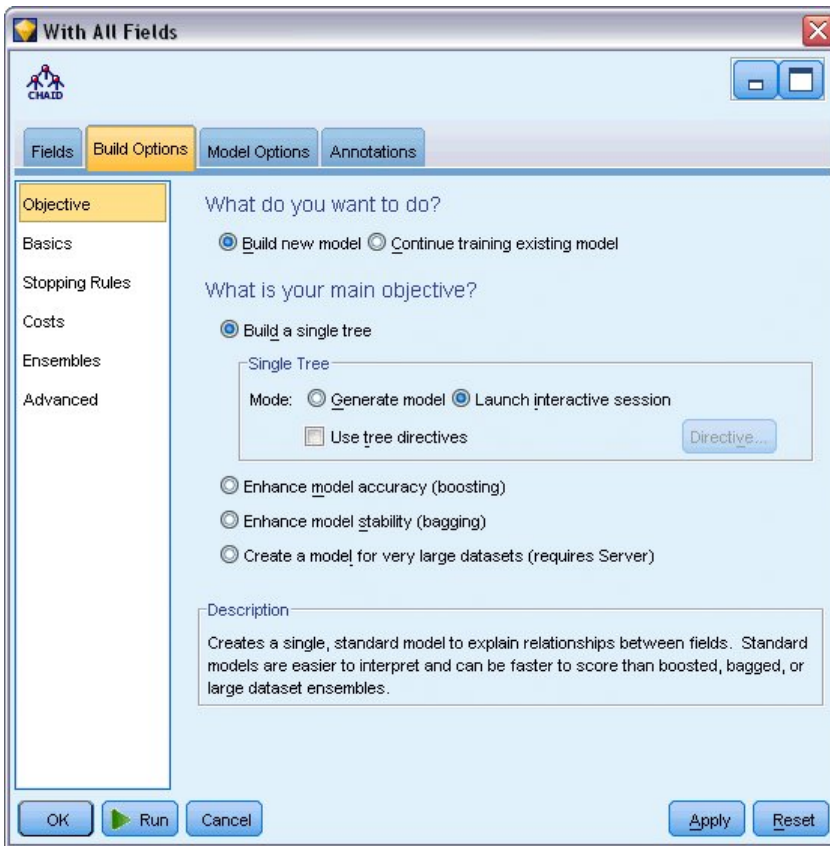 With All Fields
CHAID
Fields Build Options Model Options Annotations
Objective
Basics
Stopping Rules
Costs
Ensembles
Advanced
What do you want to do?
Build new model Continue training existing model
What is your main objective?
Build a single tree
Single Tree
Mode: Generate model Launch interactive session
Use tree directives Directive...
Enhance model accuracy (boosting)
Enhance model stability (bagging)
Create a model for very large datasets (requires Server)
Description
Creates a single, standard model to explain relationships between fields. Standard
models are easier to interpret and can be faster to score than boosted, bagged, or
large dataset ensembles.
OK Run Cancel Apply Reset